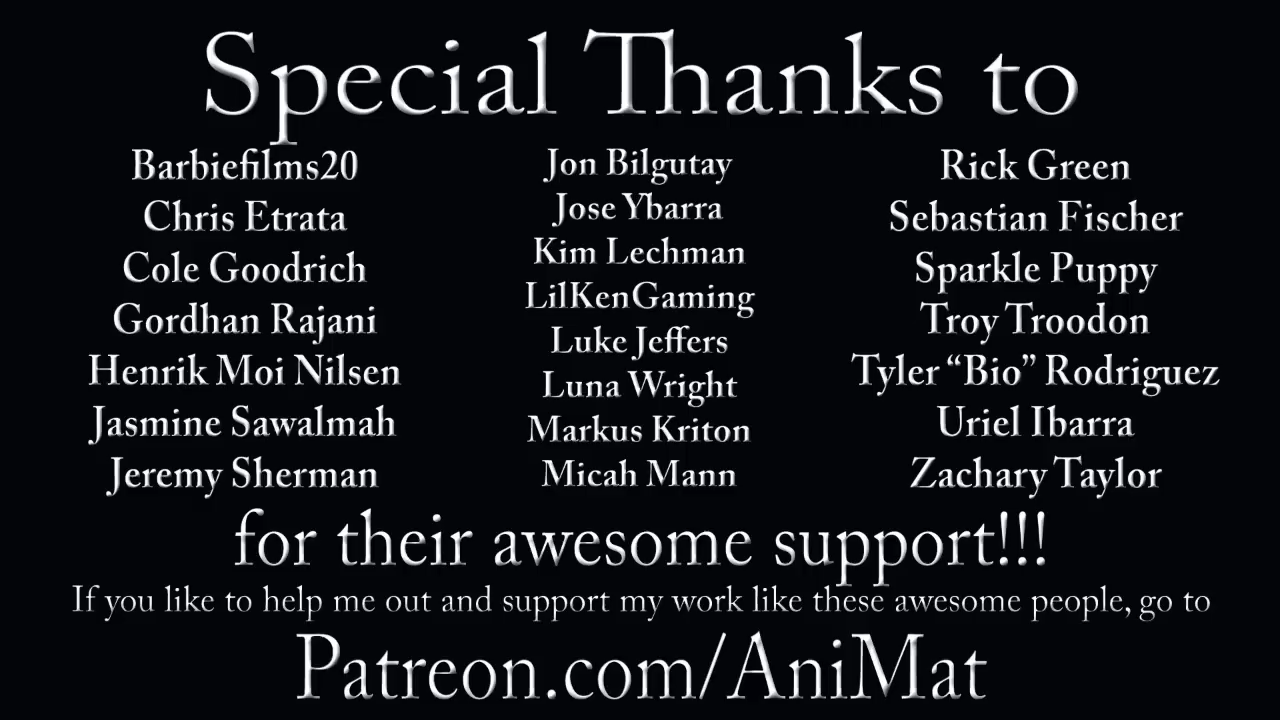 Special Thanks to
Barbiefilms20
Chris Etrata
Cole Goodrich
Gordhan Rajani
Henrik Moi Nilsen
Jasmine Sawalmah
Jeremy Sherman
Jon Bilgutay
Jose Ybarra
Kim Lechman
LilKenGaming
Luke Jeffers
Luna Wright
Markus Kriton
Micah Mann
Rick Green
Sebastian Fischer
Sparkle Puppy
Troy Troodon
Tyler “Bio” Rodriguez
Uriel Ibarra
Zachary Taylor
for their awesome support!!!
If you like to help me out and support my work like these awesome people, go to
Patreon.com/AniMat